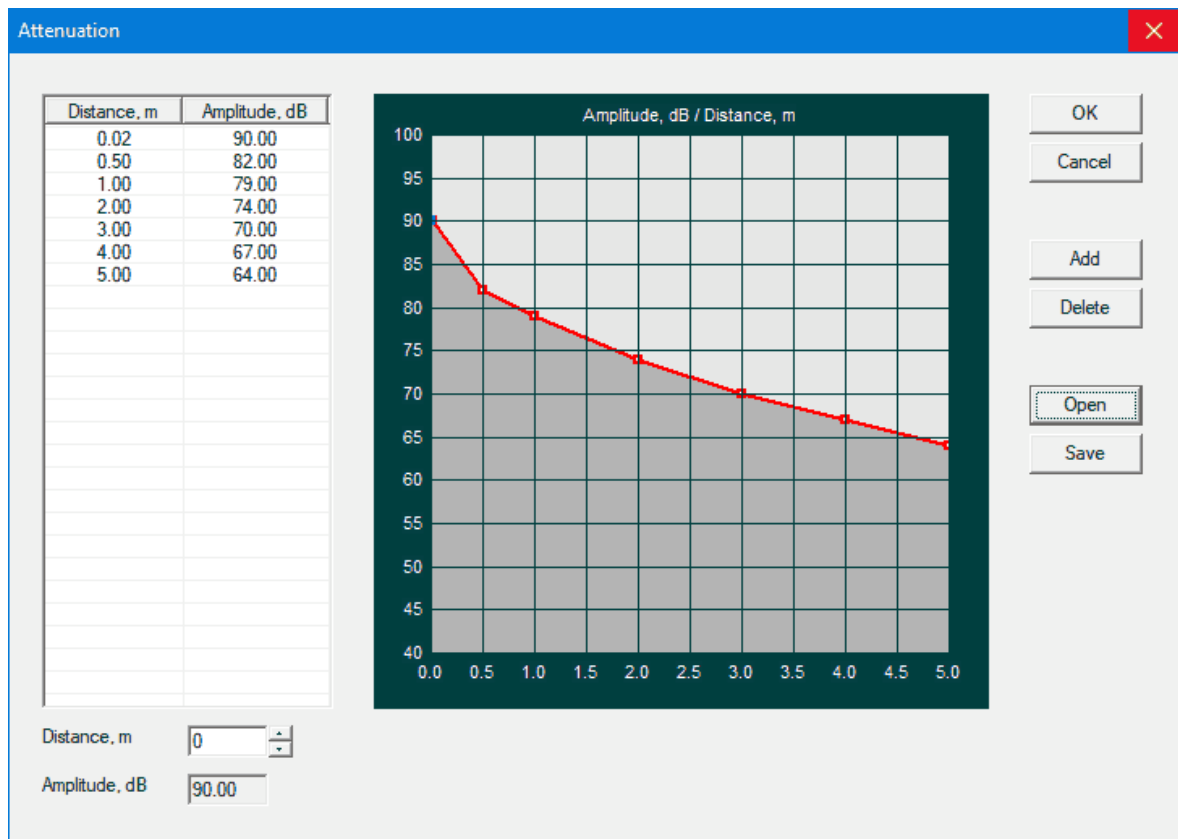 Attenuation
Distance, m Amplitude, dB
0.02 90.00
0.50 82.00
1.00 79.00
2.00 74.00
3.00 70.00
4.00 67.00
5.00 64.00
Amplitude, dB / Distance, m
100
95
90
85
80
75
70
65
60
55
50
45
40
0.0 0.5 1.0 1.5 2.0 2.5 3.0 3.5 4.0 4.5 5.0
OK
Cancel
Add
Delete
Open
Save
Distance, m 0
Amplitude, dB 90.00